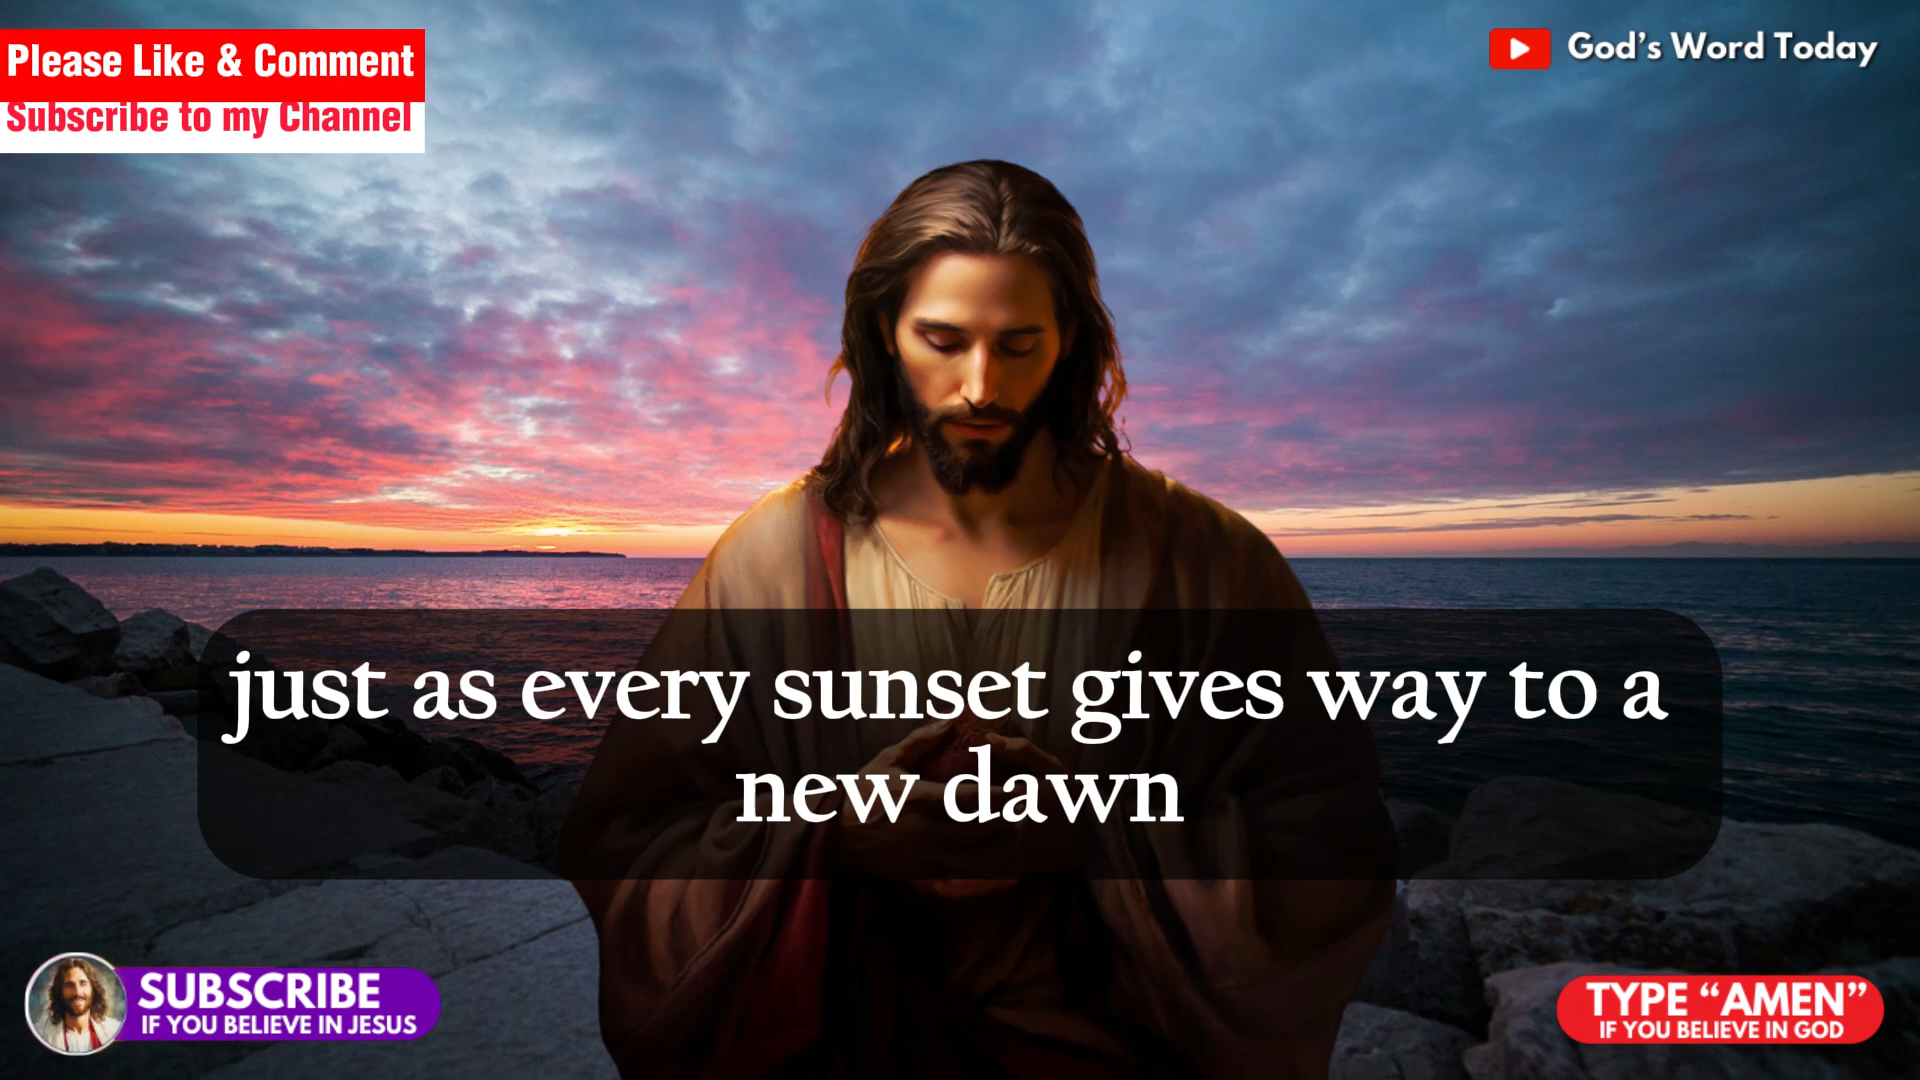 Please Like & Comment
Subscribe to my Channel
God's Word Today
just as every sunset gives way to a
new dawn
SUBSCRIBE
IF YOU BELIEVE IN JESUS
TYPE “AMEN”
IF YOU BELIEVE IN GOD